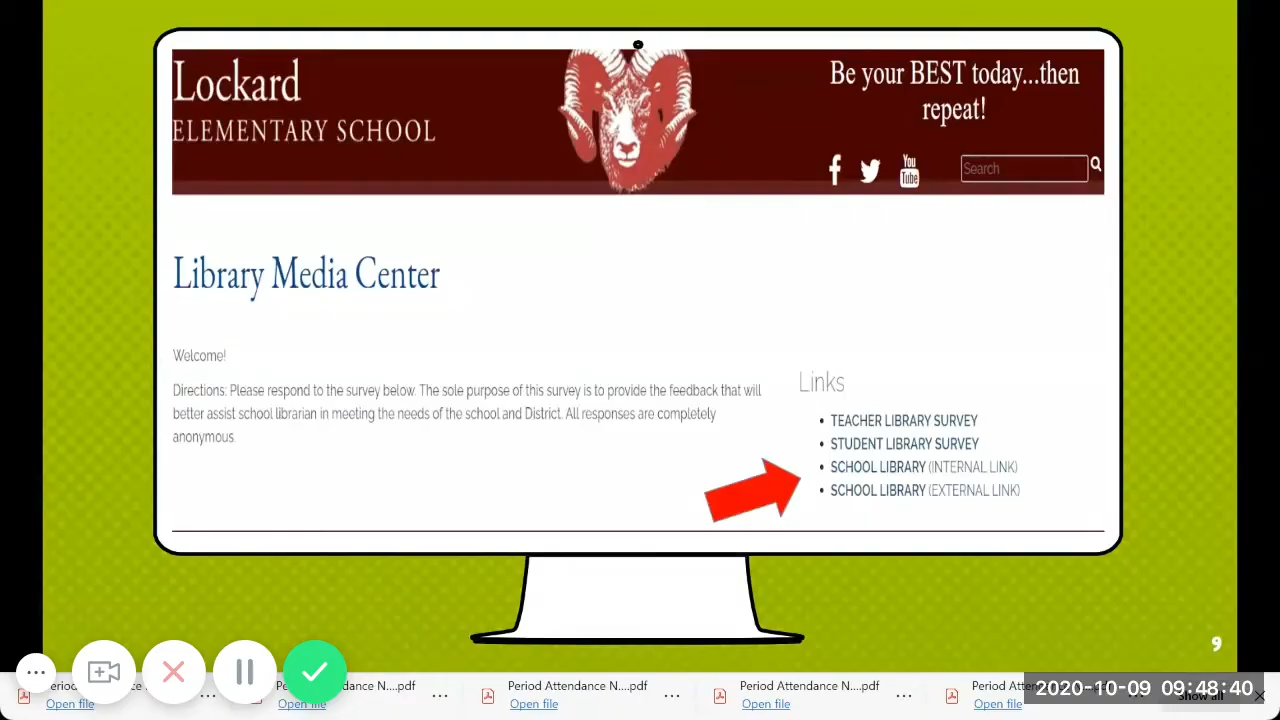 Lockard
ELEMENTARY SCHOOL
Be your BEST today...then
repeat!
You
Tube
Search
Library Media Center
Welcome!
Directions: Please respond to the survey below. The sole purpose of this survey is to provide the feedback that will
better assist school librarian in meeting the needs of the school and District. All responses are completely
anonymous.
Links
• TEACHER LIBRARY SURVEY
• STUDENT LIBRARY SURVEY
• SCHOOL LIBRARY (INTERNAL LINK)
• SCHOOL LIBRARY (EXTERNAL LINK)
9
Period Attendance N....pdf
Open file
Period Attendance N....pdf
Open file
Period Attendance N....pdf
Open file
2020-10-09 09:48:40
Open file
Open file
Show all